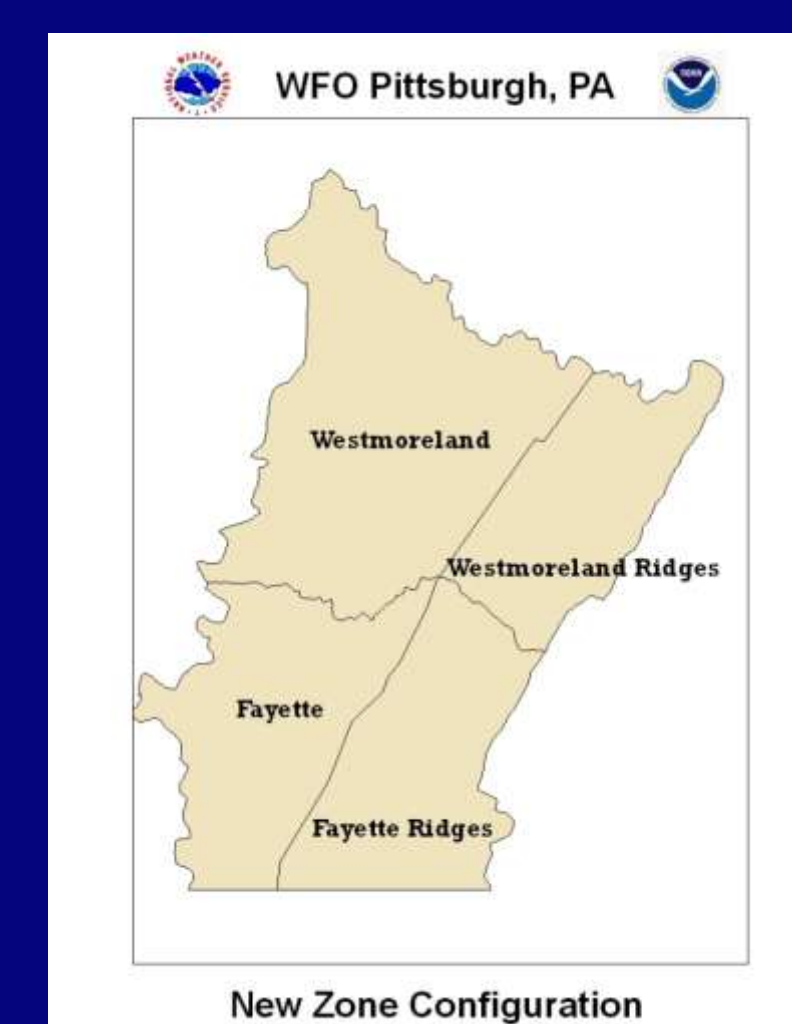 WFO Pittsburgh, PA
Westmoreland
Westmoreland Ridges
Fayette
Fayette Ridges
New Zone Configuration